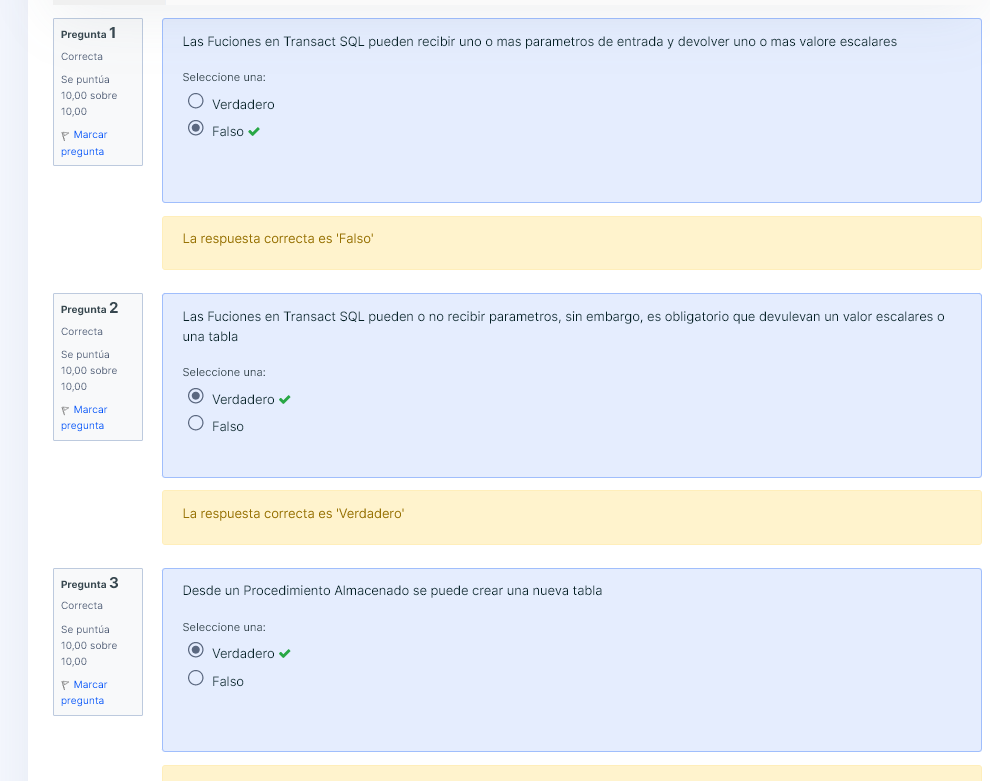 Pregunta 1
Correcta
Se puntúa
10,00 sobre
10,00
Marcar
pregunta
Las Fuciones en Transact SQL pueden recibir uno o mas parametros de entrada y devolver uno o mas valore escalares
Seleccione una:
Verdadero
Falso
La respuesta correcta es 'Falso'
Pregunta 2
Correcta
Se puntúa
10,00 sobre
10,00
Marcar
pregunta
Las Fuciones en Transact SQL pueden o no recibir parametros, sin embargo, es obligatorio que devulevan un valor escalares o
una tabla
Seleccione una:
Verdadero
Falso
La respuesta correcta es 'Verdadero'
Pregunta 3
Correcta
Se puntúa
10,00 sobre
10,00
Marcar
pregunta
Desde un Procedimiento Almacenado se puede crear una nueva tabla
Seleccione una:
Verdadero
Falso